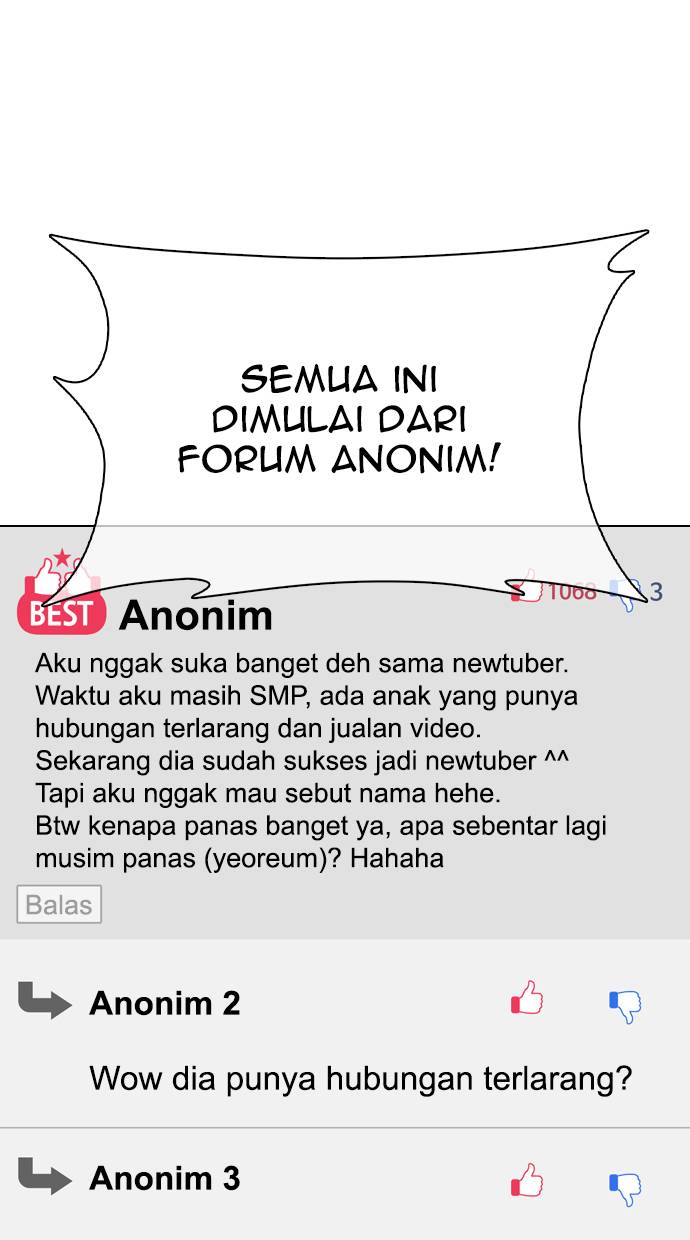 SEMUA INI
DIMULAI DARI
FORUM ANONIM!
BEST Anonim 1068 3
Aku nggak suka banget deh sama newtuber.
Waktu aku masih SMP, ada anak yang punya
hubungan terlarang dan jualan video.
Sekarang dia sudah sukses jadi newtuber ^^
Tapi aku nggak mau sebut nama hehe.
Btw kenapa panas banget ya, apa sebentar lagi
musim panas (yeoreum)? Hahaha
Balas
Anonim 2
Wow dia punya hubungan terlarang?
Anonim 3